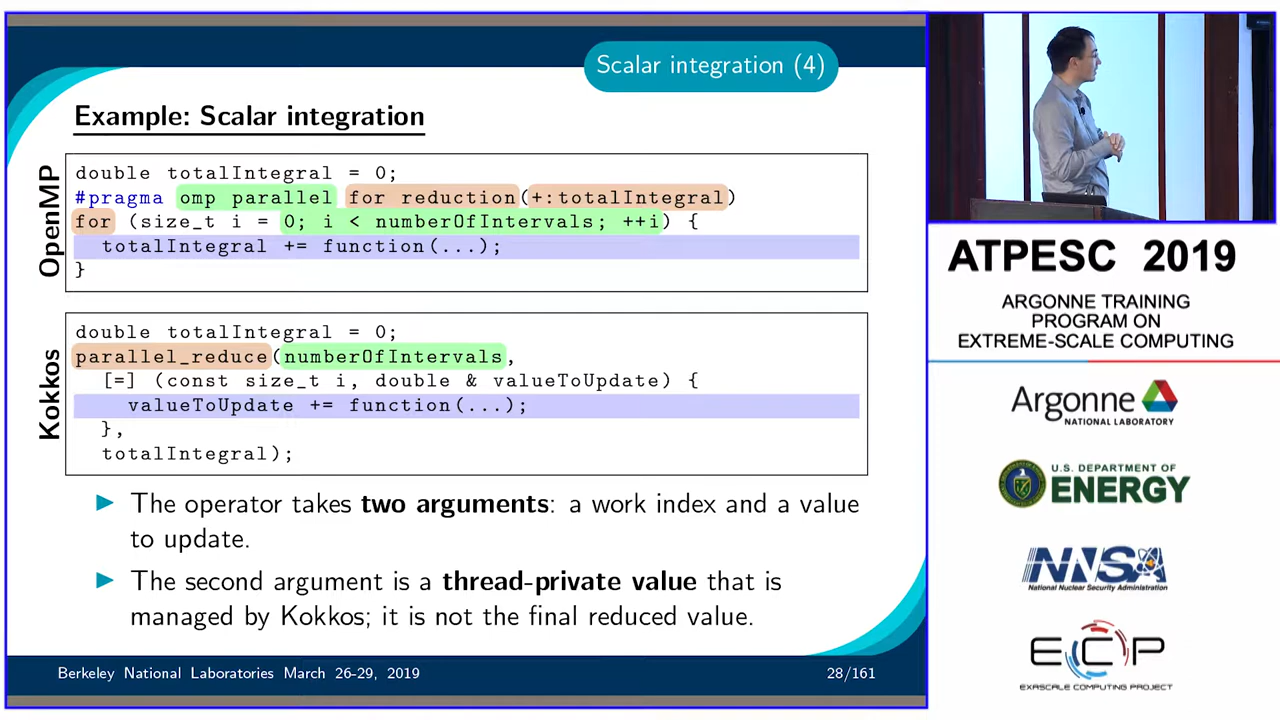 Scalar integration (4)
Example: Scalar integration
OpenMP
double totalIntegral = 0;
#pragma omp parallel for reduction(+:totalIntegral)
for (size_t i = 0; i < numberOfIntervals; ++i) {
totalIntegral += function(...);
}
Kokkos
double totalIntegral = 0;
parallel_reduce(numberOfIntervals,
[=] (const size_t i, double & valueToUpdate) {
valueToUpdate += function(...);
},
totalIntegral);
The operator takes two arguments: a work index and a value
to update.
The second argument is a thread-private value that is
managed by Kokkos; it is not the final reduced value.
Berkeley National Laboratories March 26-29, 2019
28/161
ATPESC 2019
ARGONNE TRAINING
PROGRAM ON
EXTREME-SCALE COMPUTING
Argonne
NATIONAL LABORATORY
U.S. DEPARTMENT OF
ENERGY
NNSA
National Nuclear Security Administration
ECP
EXASCALE COMPUTING PROJECT